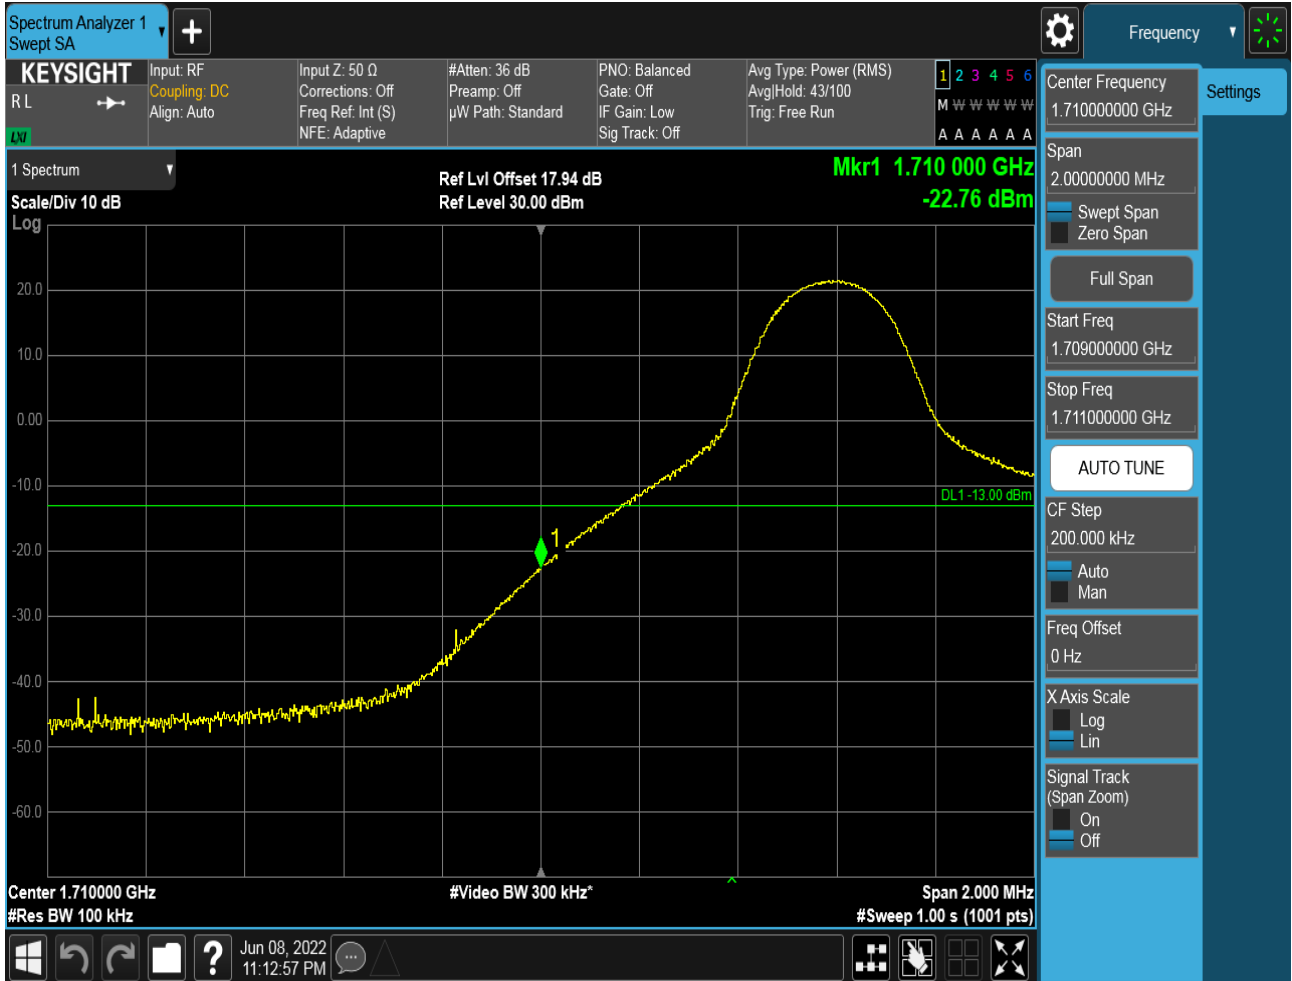 Spectrum Analyzer 1
Swept SA
Frequency
KEYSIGHT
R L
LXI
Input: RF
Coupling: DC
Align: Auto
Input Z: 50 Ω
Corrections: Off
Freq Ref: Int (S)
NFE: Adaptive
#Atten: 36 dB
Preamp: Off
µW Path: Standard
PNO: Balanced
Gate: Off
IF Gain: Low
Sig Track: Off
Avg Type: Power (RMS)
Avg|Hold: 43/100
Trig: Free Run
1 2 3 4 5 6
M W W W W W
A A A A A A
1 Spectrum
Scale/Div 10 dB
Log
Ref Lvl Offset 17.94 dB
Ref Level 30.00 dBm
Mkr1 1.710 000 GHz
-22.76 dBm
20.0
10.0
0.00
-10.0
-20.0
-30.0
-40.0
-50.0
-60.0
DL1 -13.00 dBm
1
Center 1.710000 GHz
#Res BW 100 kHz
#Video BW 300 kHz*
Span 2.000 MHz
#Sweep 1.00 s (1001 pts)
Jun 08, 2022
11:12:57 PM
Center Frequency
1.710000000 GHz
Span
2.00000000 MHz
Swept Span
Zero Span
Full Span
Start Freq
1.709000000 GHz
Stop Freq
1.711000000 GHz
AUTO TUNE
CF Step
200.000 kHz
Auto
Man
Freq Offset
0 Hz
X Axis Scale
Log
Lin
Signal Track
(Span Zoom)
On
Off
Settings